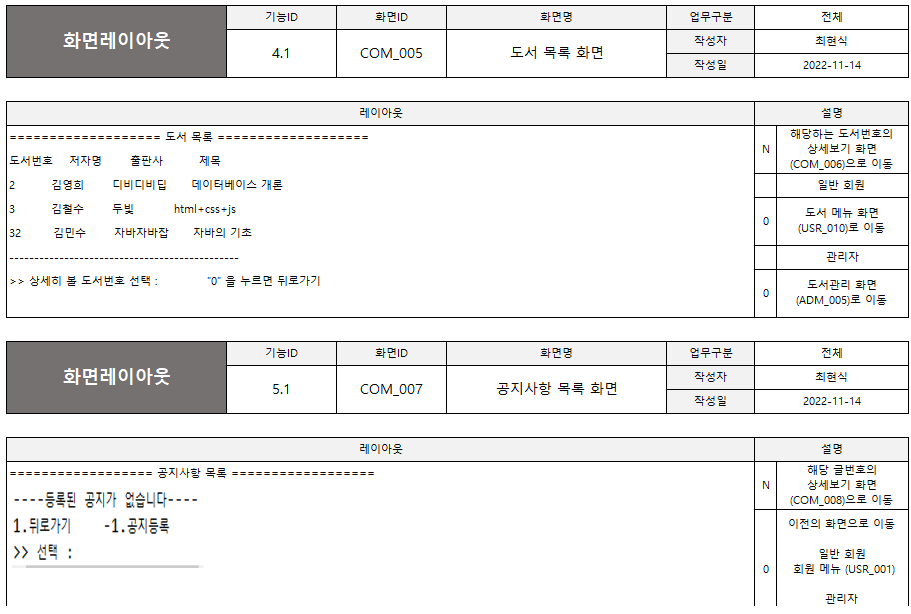 화면레이아웃
기능ID 화면ID 화면명 업무구분 전체
4.1 COM_005 도서 목록 화면 작성자 최현식
작성일 2022-11-14
레이아웃 설명
=================== 도서 목록 ===================
도서번호 저자명 출판사 제목
2 김영희 디비디비딥 데이터베이스 개론
3 김철수 두빛 html+css+js
32 김민수 자바자바잡 자바의 기초
----------------------------------------------
>> 상세히 볼 도서번호 선택 : "0" 을 누르면 뒤로가기
N 해당하는 도서번호의
상세보기 화면
(COM_006)으로 이동
일반 회원
0 도서 메뉴 화면
(USR_010)로 이동
관리자
0 도서관리 화면
(ADM_005)로 이동
화면레이아웃
기능ID 화면ID 화면명 업무구분 전체
5.1 COM_007 공지사항 목록 화면 작성자 최현식
작성일 2022-11-14
레이아웃 설명
================== 공지사항 목록 ==================
----등록된 공지가 없습니다----
1.뒤로가기 -1.공지등록
>> 선택 :
N 해당 글번호의
상세보기 화면
(COM_008)으로 이동
0 이전의 화면으로 이동
일반 회원
회원 메뉴 (USR_001)
관리자